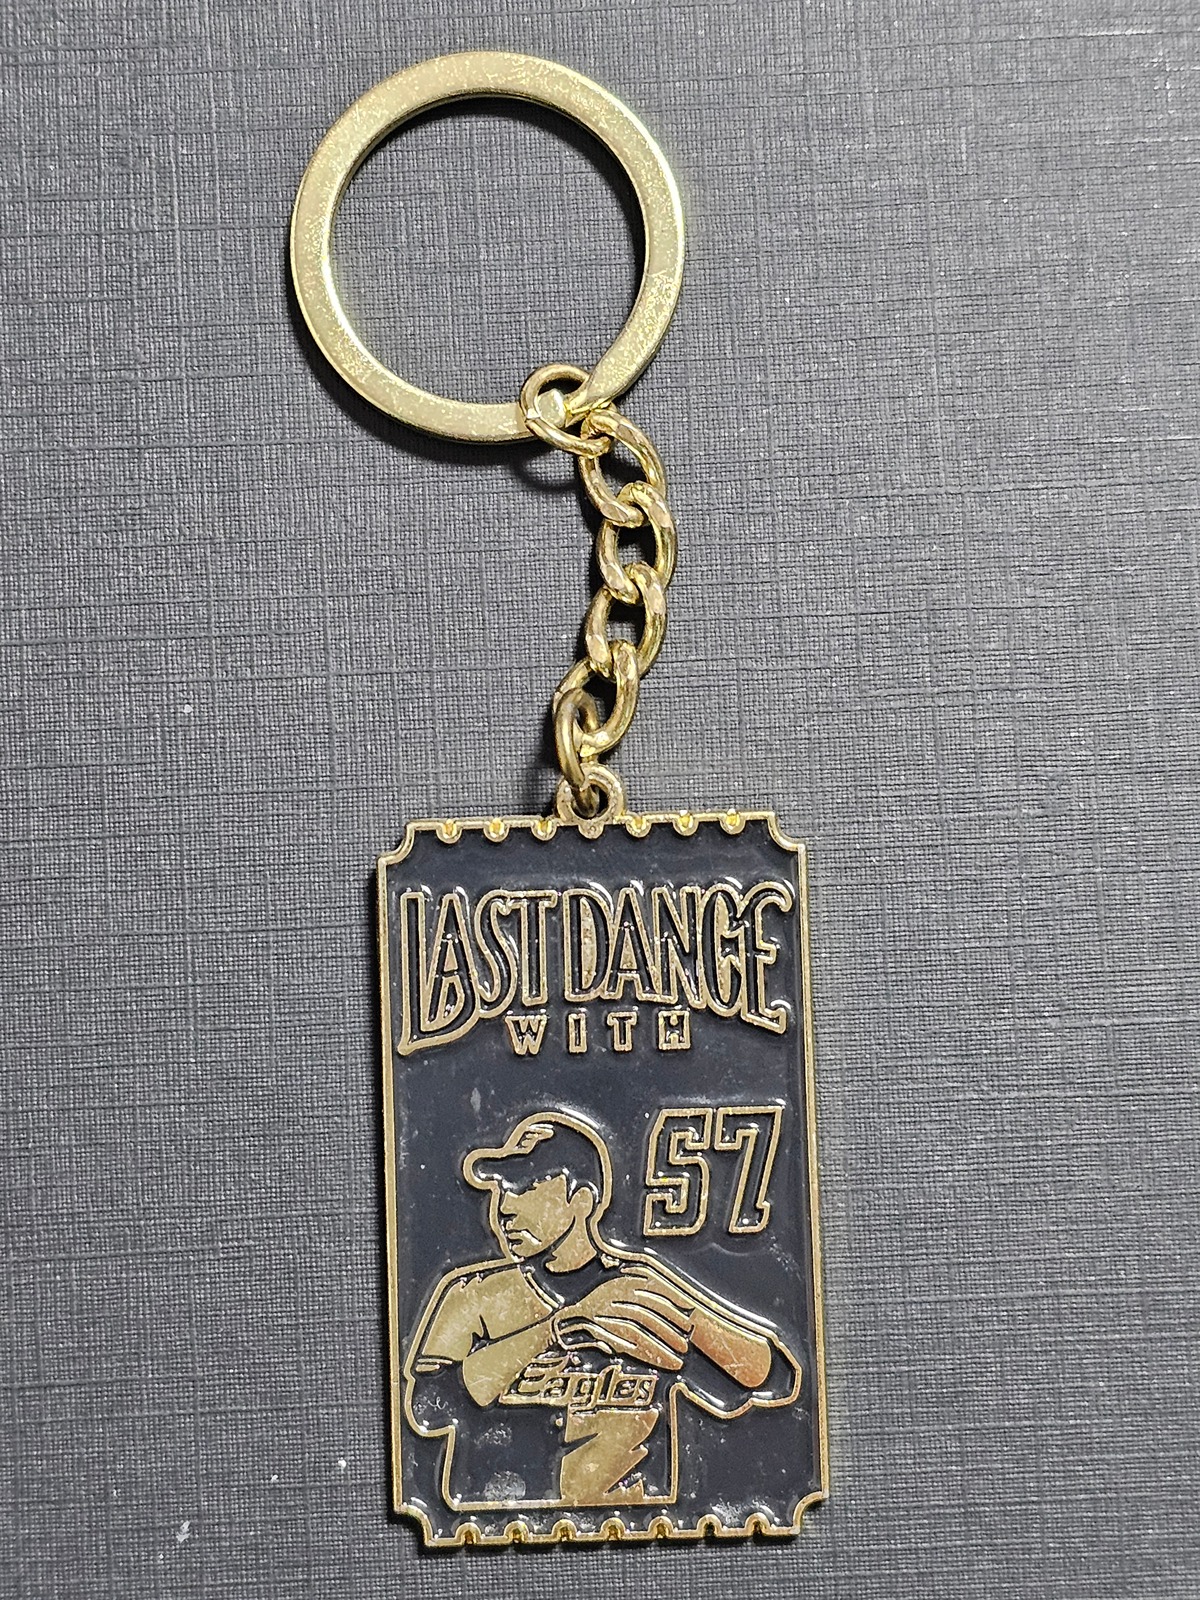 LAST DANCE
WITH
57
Eagles